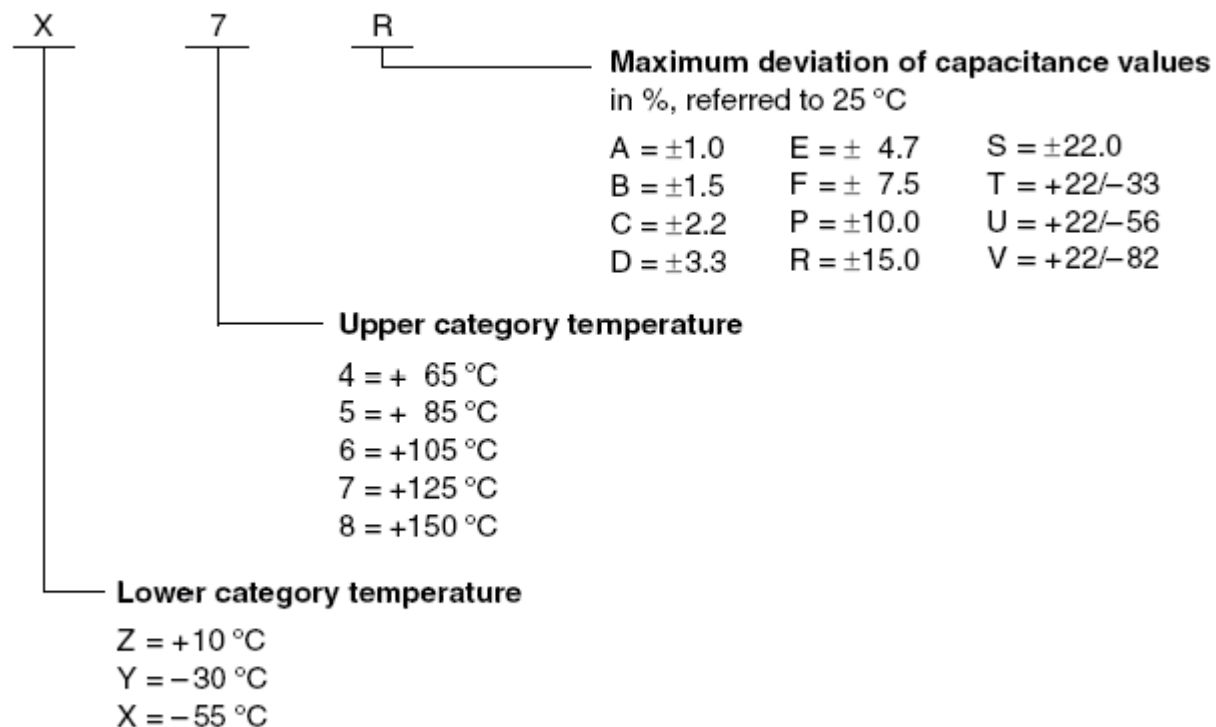 X 7 R
Maximum deviation of capacitance values
in %, referred to 25 °C
A = ±1.0 E = ± 4.7 S = ±22.0
B = ±1.5 F = ± 7.5 T = +22/–33
C = ±2.2 P = ±10.0 U = +22/–56
D = ±3.3 R = ±15.0 V = +22/–82
Upper category temperature
4 = + 65 °C
5 = + 85 °C
6 = +105 °C
7 = +125 °C
8 = +150 °C
Lower category temperature
Z = +10 °C
Y = –30 °C
X = –55 °C